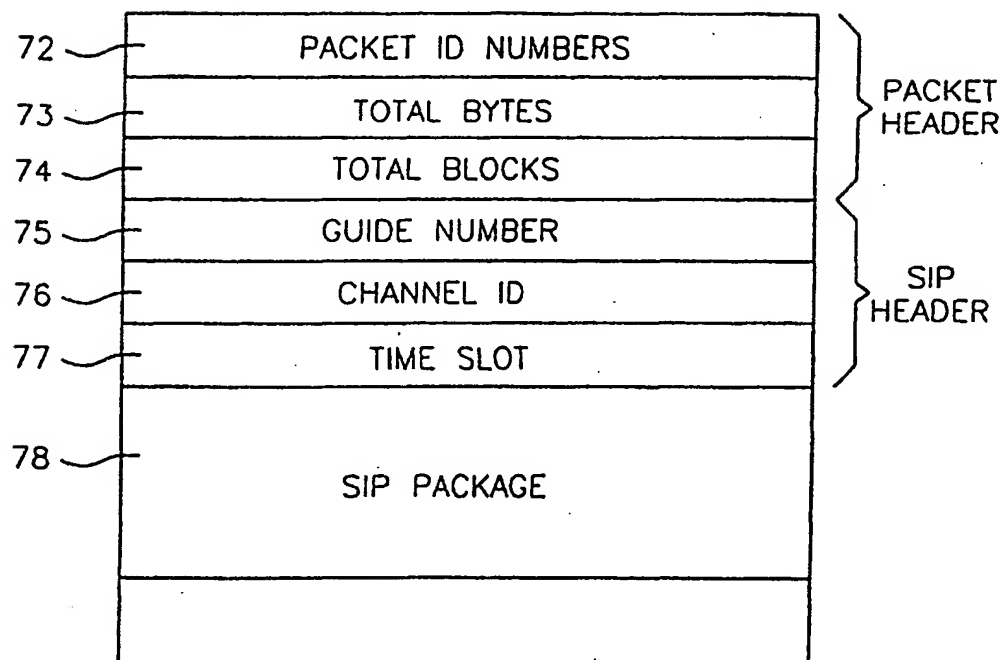 72 PACKET ID NUMBERS
73 TOTAL BYTES
74 TOTAL BLOCKS
PACKET
HEADER
75 GUIDE NUMBER
76 CHANNEL ID
77 TIME SLOT
SIP
HEADER
78 SIP PACKAGE